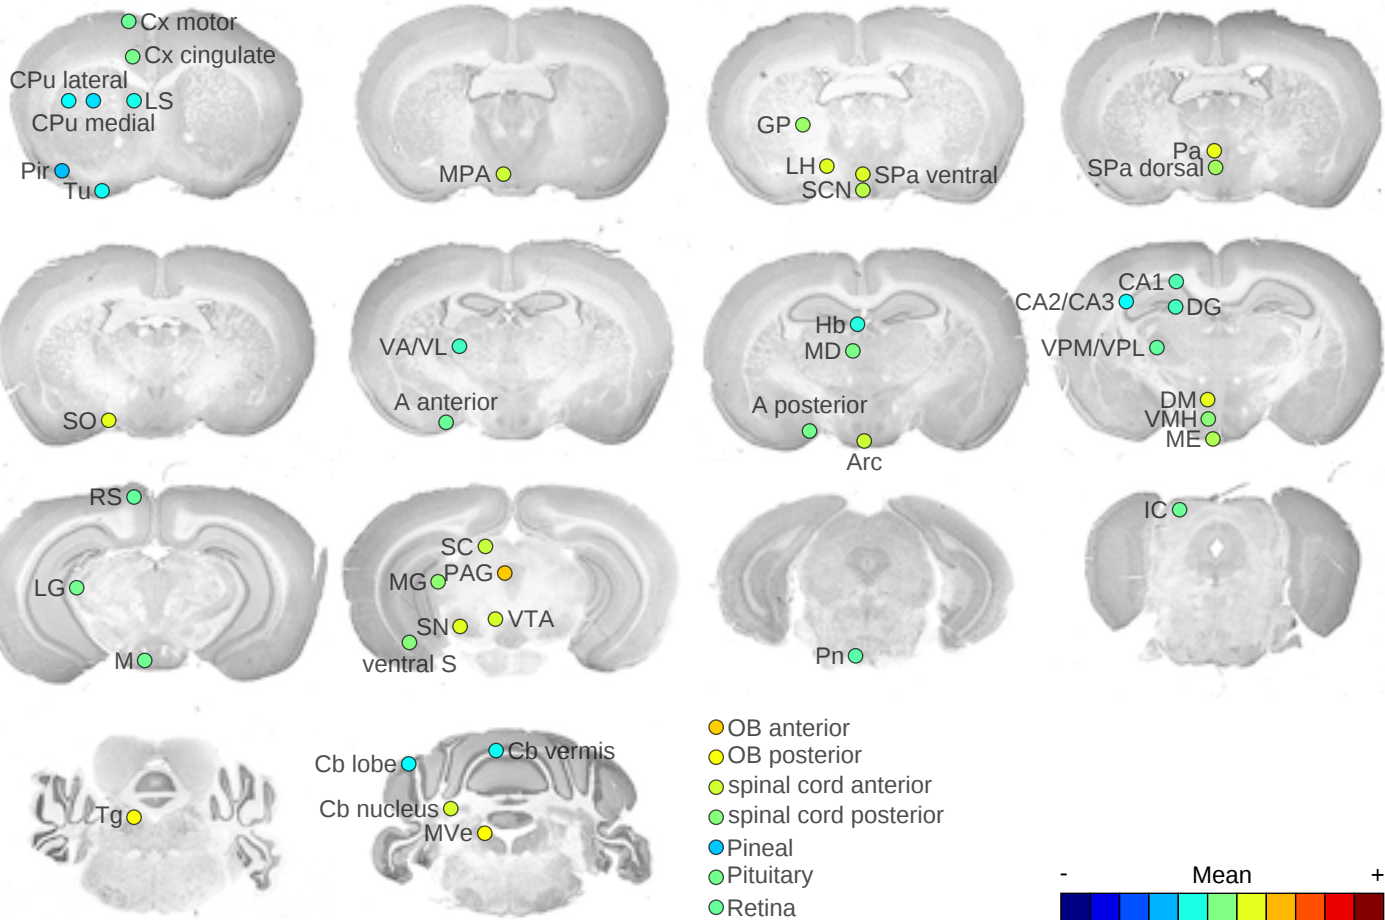 Cx motor
Cx cingulate
CPu lateral
LS
CPu medial
Pir
Tu
MPA
GP
LH
SPa ventral
SCN
Pa
SPa dorsal
SO
VA/VL
A anterior
Hb
MD
A posterior
Arc
CA1
CA2/CA3
DG
VPM/VPL
DM
VMH
ME
RS
LG
M
SC
PAG
MG
VTA
SN
ventral S
Pn
IC
Tg
Cb lobe
Cb vermis
Cb nucleus
MVe
OB anterior
OB posterior
spinal cord anterior
spinal cord posterior
Pineal
Pituitary
Retina
- Mean +